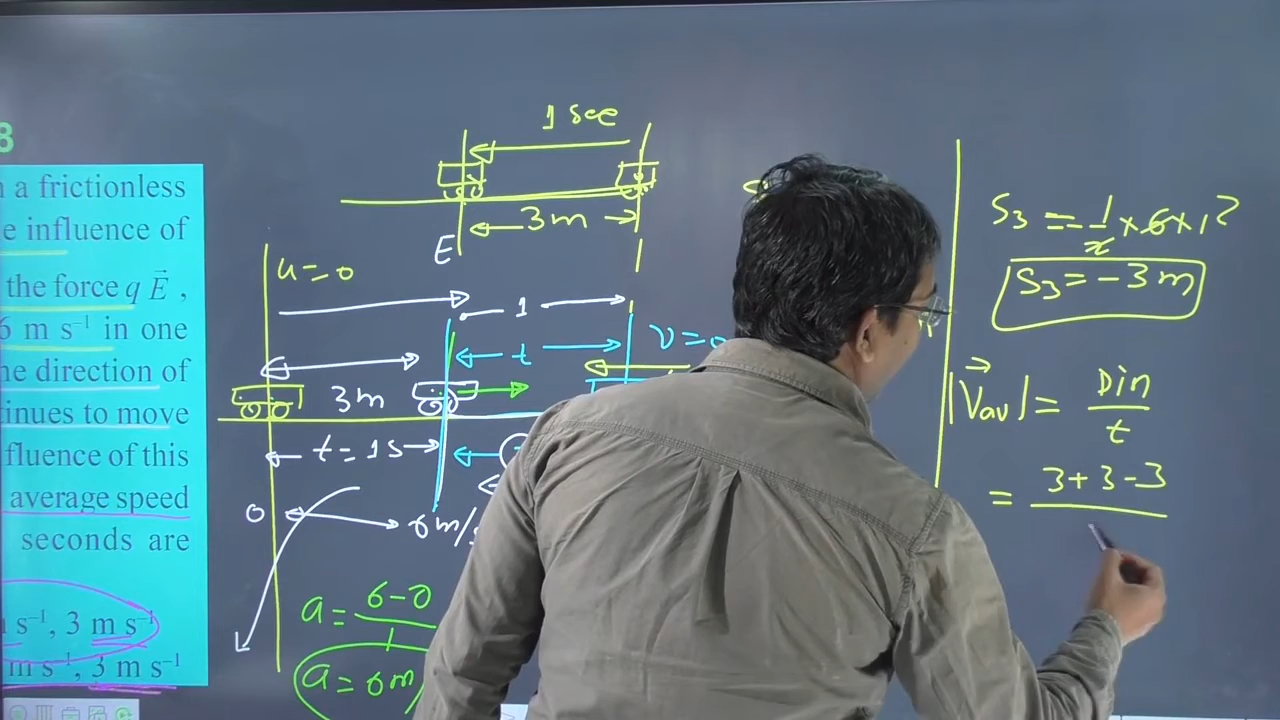 8
a frictionless
e influence of
the force q E⃗ ,
6 m s⁻¹ in one
he direction of
tinues to move
fluence of this
average speed
seconds are
s⁻¹, 3 m s⁻¹
m s⁻¹, 3 m s⁻¹
1 sec
3m
E
u = 0
1
t
v = 0
3m
t = 1s
0
6 m/s
a = 6-0/1
a = 6m
S₃ = -1/2 × 6 × 1²
S₃ = -3m
|V⃗av| = Din/t
= 3+3-3